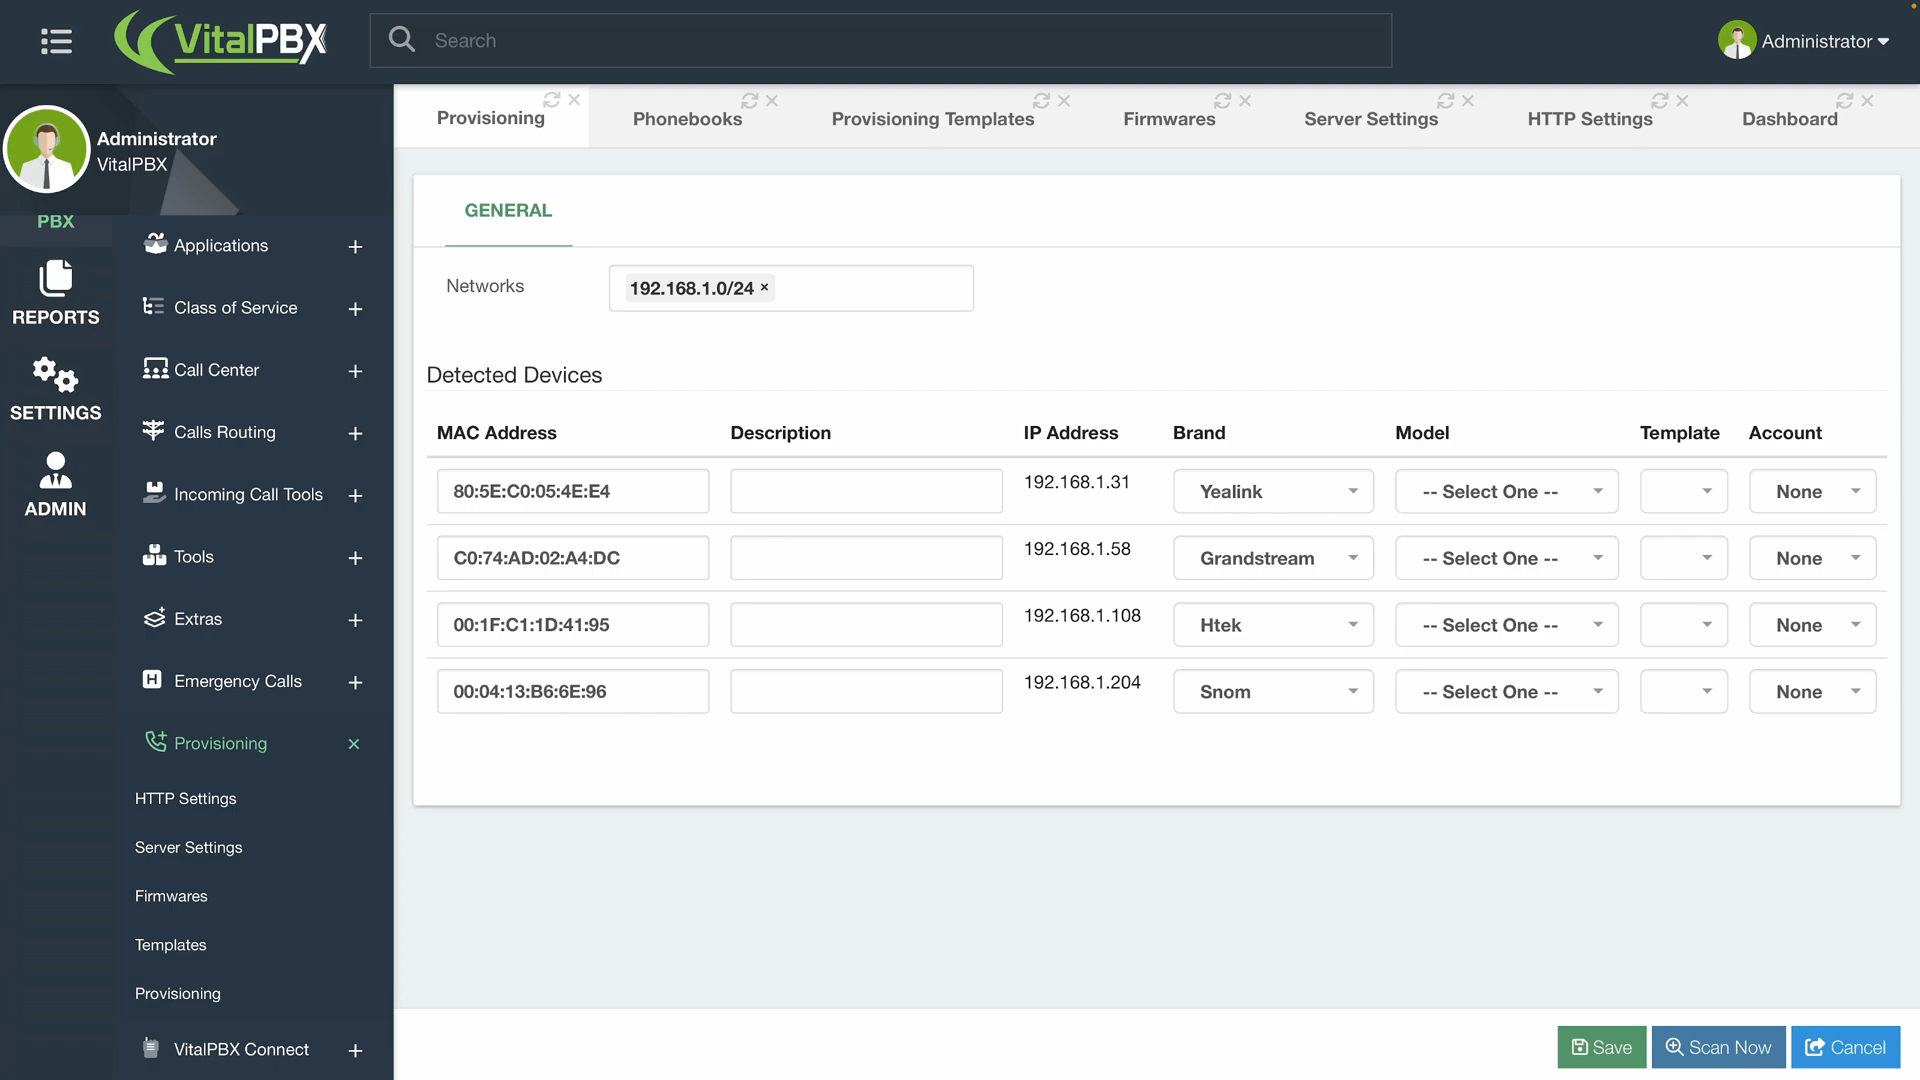 VitalPBX
Search
Administrator
Administrator
VitalPBX
PBX
REPORTS
SETTINGS
ADMIN
Applications +
Class of Service +
Call Center +
Calls Routing +
Incoming Call Tools +
Tools +
Extras +
Emergency Calls +
Provisioning ×
HTTP Settings
Server Settings
Firmwares
Templates
Provisioning
VitalPBX Connect +
Provisioning Phonebooks Provisioning Templates Firmwares Server Settings HTTP Settings Dashboard
GENERAL
Networks 192.168.1.0/24 ×
Detected Devices
MAC Address Description IP Address Brand Model Template Account
80:5E:C0:05:4E:E4 192.168.1.31 Yealink -- Select One -- None
C0:74:AD:02:A4:DC 192.168.1.58 Grandstream -- Select One -- None
00:1F:C1:1D:41:95 192.168.1.108 Htek -- Select One -- None
00:04:13:B6:6E:96 192.168.1.204 Snom -- Select One -- None
Save Scan Now Cancel